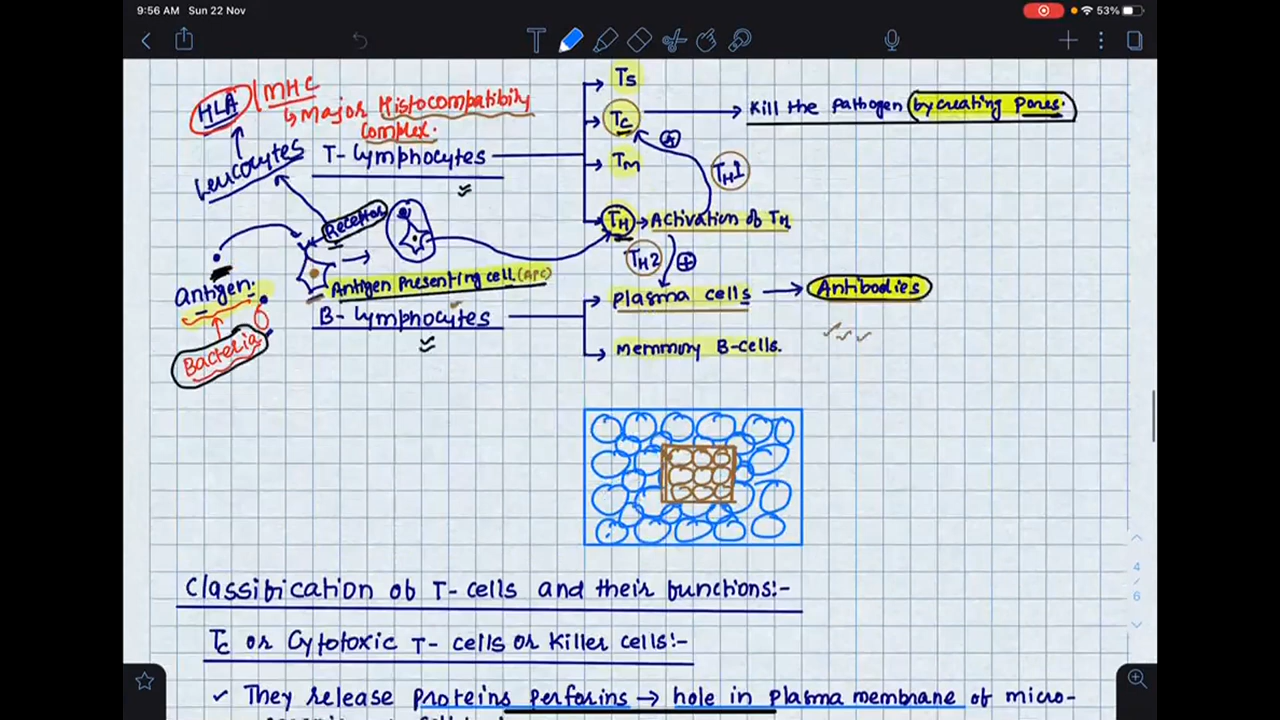 9:56 AM Sun 22 Nov
53%
T
HLA | MHC
↳ Major Histocompatibility
Complex.
Leucocytes
T-Lymphocytes
Ts
Tc → Kill the pathogen by creating pores.
TM
TH1
TH → Activation of TH
TH2
Receptor
Antigen presenting cell (APC)
Antigen.
Bacteria
B-Lymphocytes
Plasma cells → Antibodies
memmory B-cells.
Classification of T-cells and their functions:-
Tc or Cytotoxic T-cells or Killer cells:-
✓ They release proteins perforins → hole in plasma membrane of micro-
4
/
6